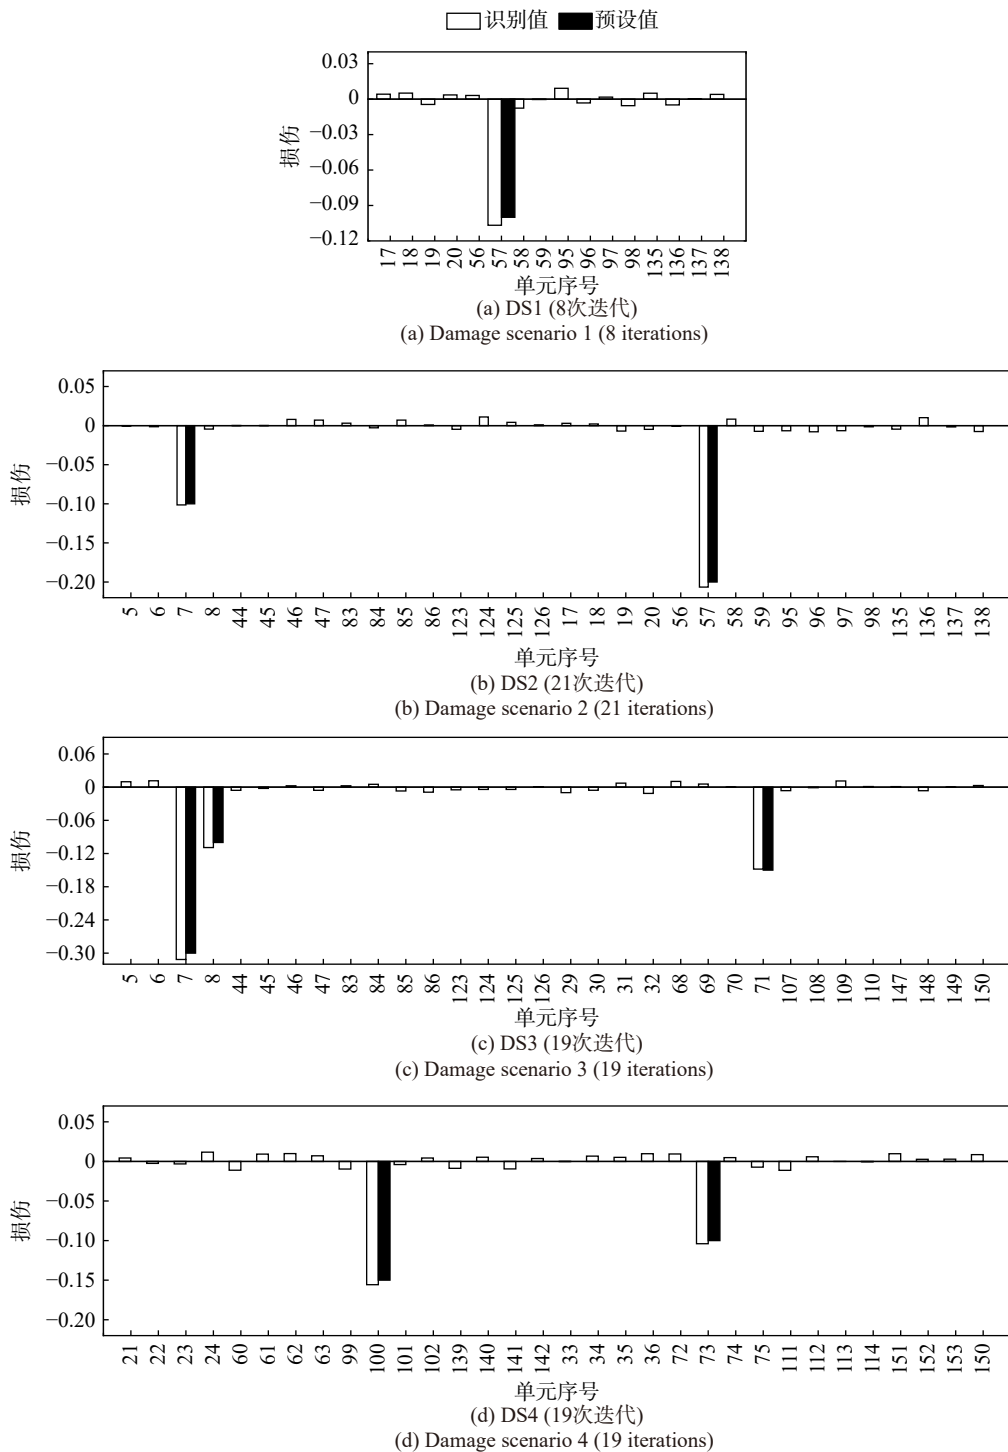 识别值 预设值
0.03
0
−0.03
−0.06
−0.09
−0.12
损伤
17 18 19 20 56 57 58 59 95 96 97 98 135 136 137 138
单元序号
(a) DS1 (8次迭代)
(a) Damage scenario 1 (8 iterations)
0.05
0
−0.05
−0.10
−0.15
−0.20
损伤
5 6 7 8 44 45 46 47 83 84 85 86 123 124 125 126 17 18 19 20 56 57 58 59 95 96 97 98 135 136 137 138
单元序号
(b) DS2 (21次迭代)
(b) Damage scenario 2 (21 iterations)
0.06
0
−0.06
−0.12
−0.18
−0.24
−0.30
损伤
5 6 7 8 44 45 46 47 83 84 85 86 123 124 125 126 29 30 31 32 68 69 70 71 107 108 109 110 147 148 149 150
单元序号
(c) DS3 (19次迭代)
(c) Damage scenario 3 (19 iterations)
0.05
0
−0.05
−0.10
−0.15
−0.20
损伤
21 22 23 24 60 61 62 63 99 100 101 102 139 140 141 142 33 34 35 36 72 73 74 75 111 112 113 114 151 152 153 150
单元序号
(d) DS4 (19次迭代)
(d) Damage scenario 4 (19 iterations)